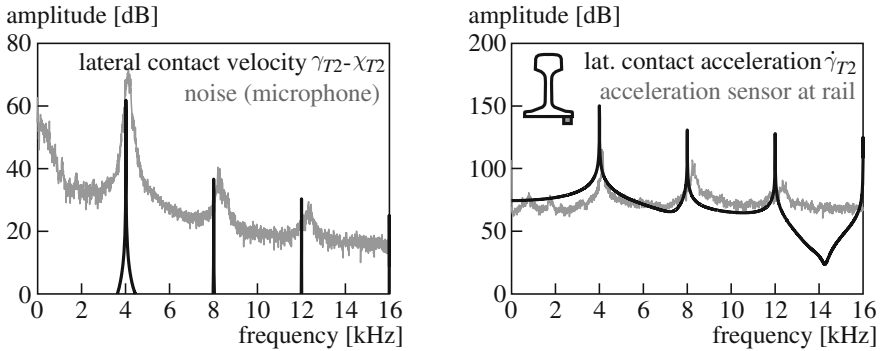 amplitude [dB]
80
60
40
20
0
lateral contact velocity γT2-χT2
noise (microphone)
0 2 4 6 8 10 12 14 16
frequency [kHz]
amplitude [dB]
200
150
100
50
0
lat. contact acceleration γ̇T2
acceleration sensor at rail
0 2 4 6 8 10 12 14 16
frequency [kHz]